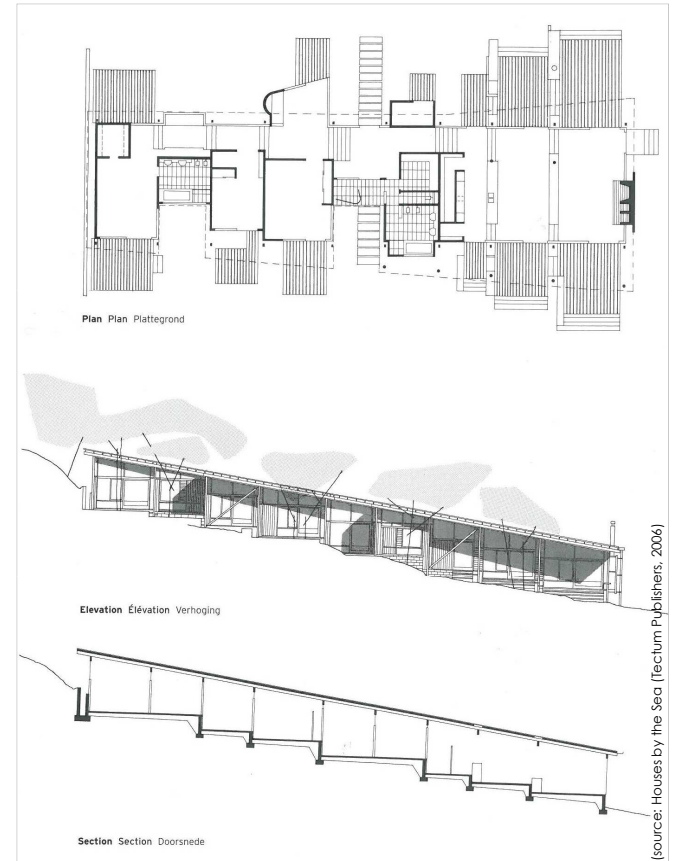 Plan Plan Plattegrond
Elevation Élévation Verhoging
Section Section Doorsnede
(source: Houses by the Sea (Tectum Publishers, 2006)